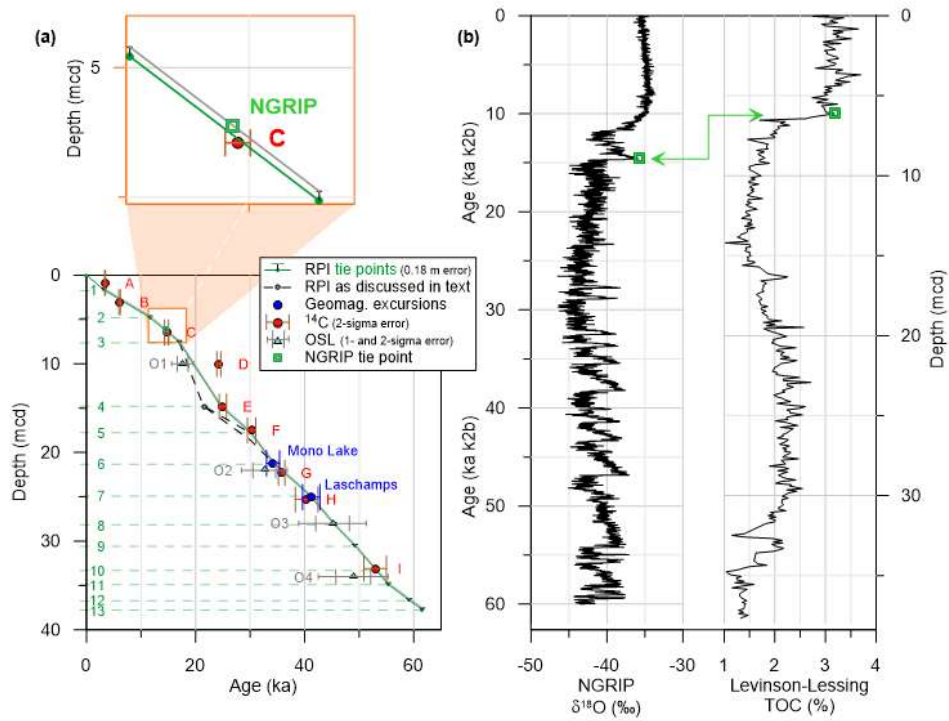 (a)
5
Depth (mcd)
NGRIP
C
0
10
20
30
40
Depth (mcd)
1
2
3
4
5
6
7
8
9
10
11
12
13
A
B
C
D
E
F
G
H
I
O1
O2
O3
O4
Mono Lake
Laschamps
RPI tie points (0.18 m error)
RPI as discussed in text
Geomag. excursions
14C (2-sigma error)
OSL (1- and 2-sigma error)
NGRIP tie point
0 20 40 60
Age (ka)
(b)
0
10
20
30
40
50
60
Age (ka k2b)
Age (ka k2b)
0
10
20
30
Depth (mcd)
Depth (mcd)
-50 -40 -30
NGRIP
δ18O (‰)
1 2 3 4
Levinson-Lessing
TOC (%)